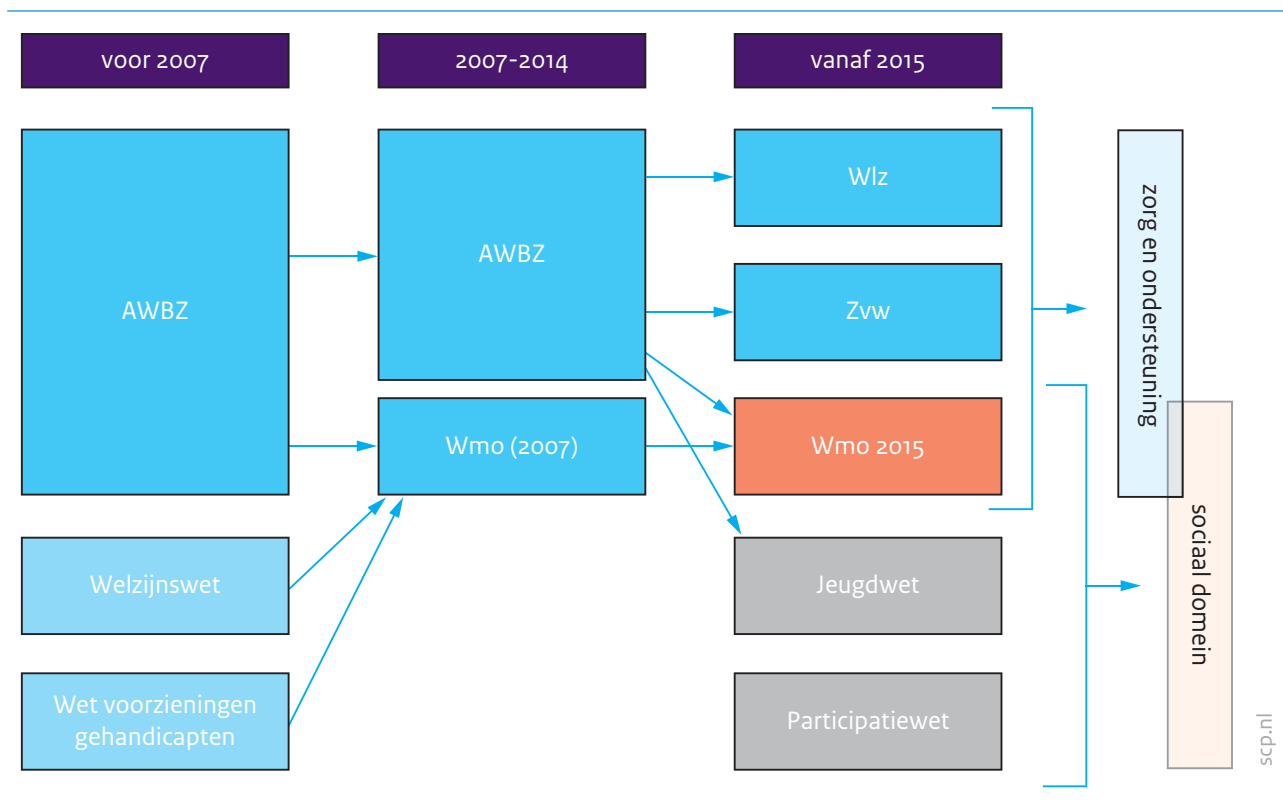 voor 2007
2007-2014
vanaf 2015
AWBZ
AWBZ
Wlz
Zvw
Wmo (2007)
Wmo 2015
Welzijnswet
Jeugdwet
Wet voorzieningen
gehandicapten
Participatiewet
zorg en ondersteuning
sociaal domein
scp.nl